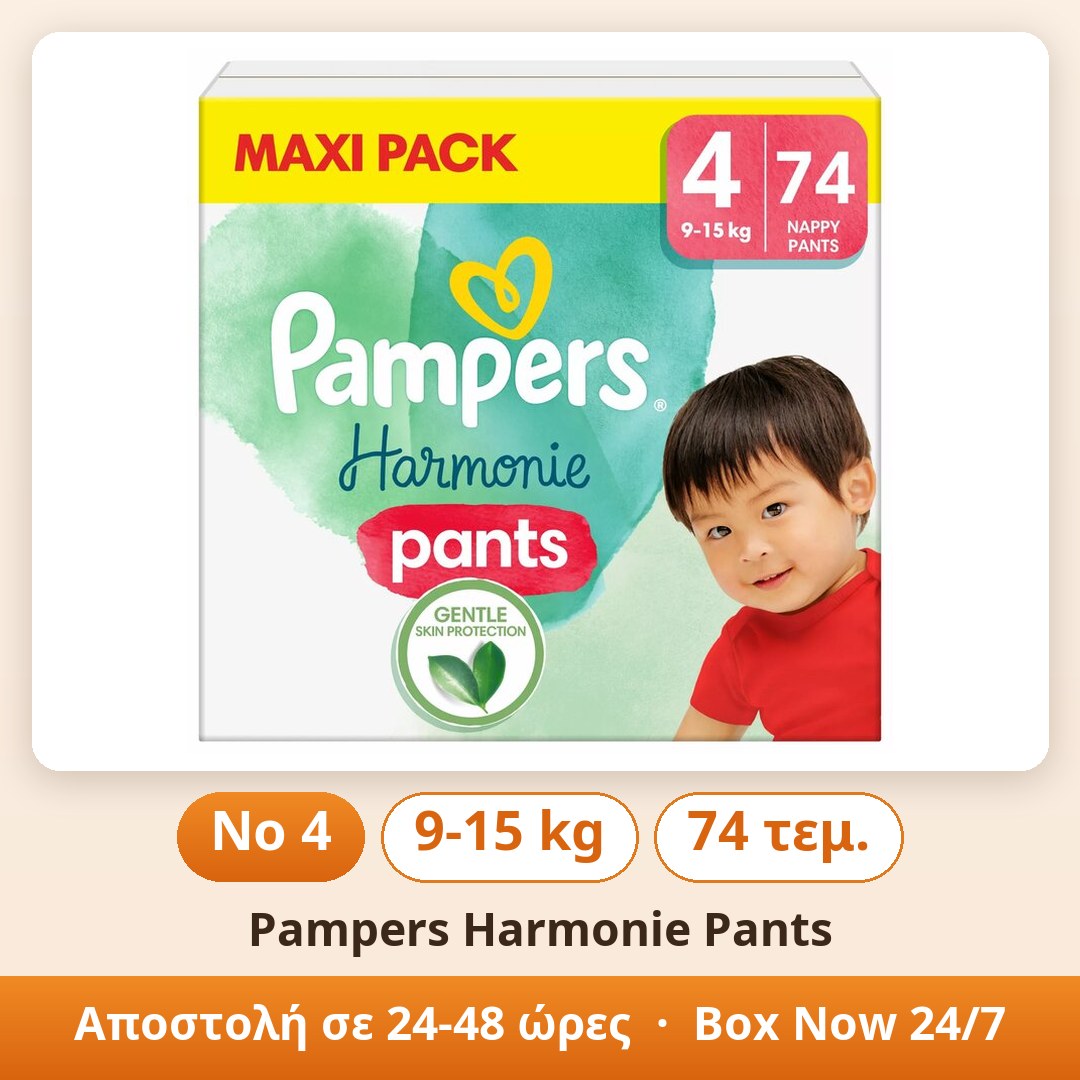 MAXI PACK
4
9-15 kg
74
NAPPY
PANTS
Pampers®
Harmonie
pants
GENTLE
SKIN PROTECTION
No 4
9-15 kg
74 τεμ.
Pampers Harmonie Pants
Αποστολή σε 24-48 ώρες · Box Now 24/7